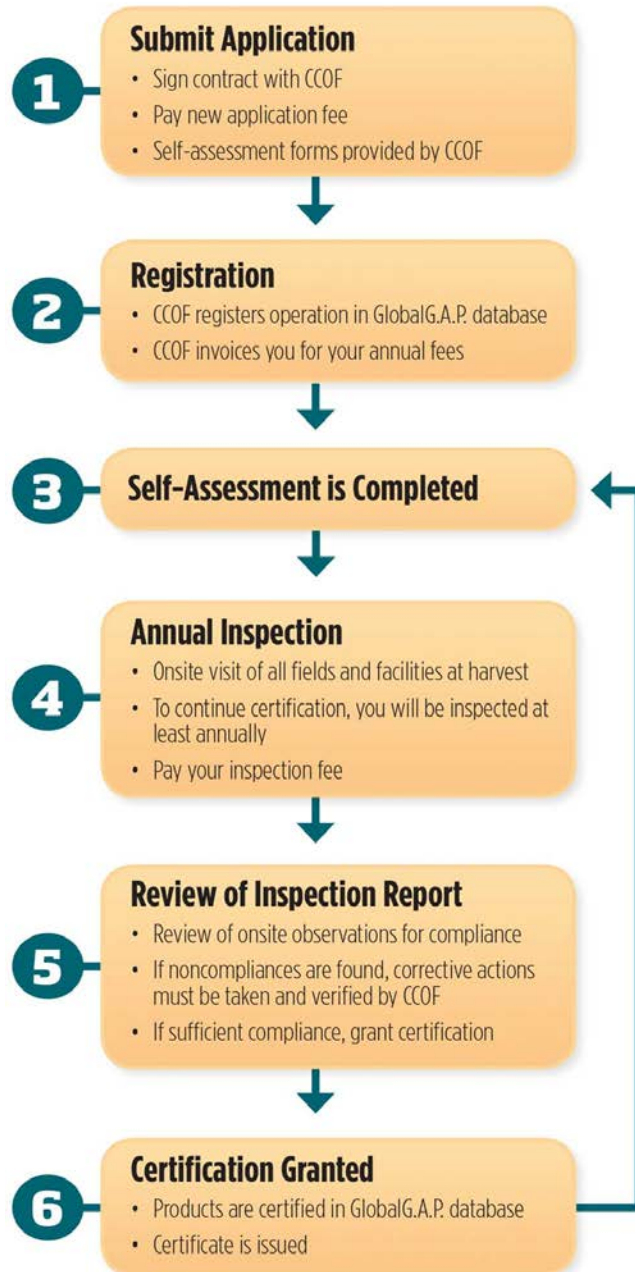 1
Submit Application
• Sign contract with CCOF
• Pay new application fee
• Self-assessment forms provided by CCOF
2
Registration
• CCOF registers operation in GlobalG.A.P. database
• CCOF invoices you for your annual fees
3
Self-Assessment is Completed
4
Annual Inspection
• Onsite visit of all fields and facilities at harvest
• To continue certification, you will be inspected at
least annually
• Pay your inspection fee
5
Review of Inspection Report
• Review of onsite observations for compliance
• If noncompliances are found, corrective actions
must be taken and verified by CCOF
• If sufficient compliance, grant certification
6
Certification Granted
• Products are certified in GlobalG.A.P. database
• Certificate is issued